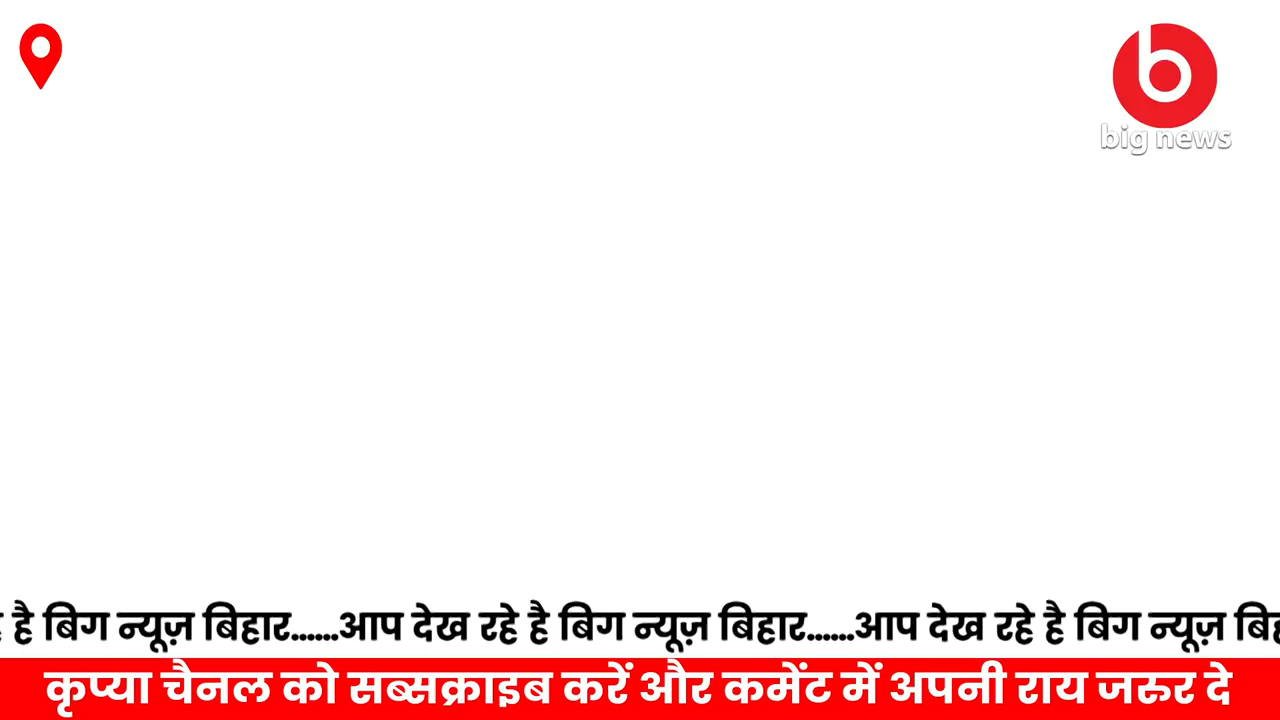 big news
है बिग न्यूज़ बिहार......आप देख रहे है बिग न्यूज़ बिहार......आप देख रहे है बिग न्यूज़
कृप्या चैनल को सब्सक्राइब करें और कमेंट में अपनी राय जरुर दे